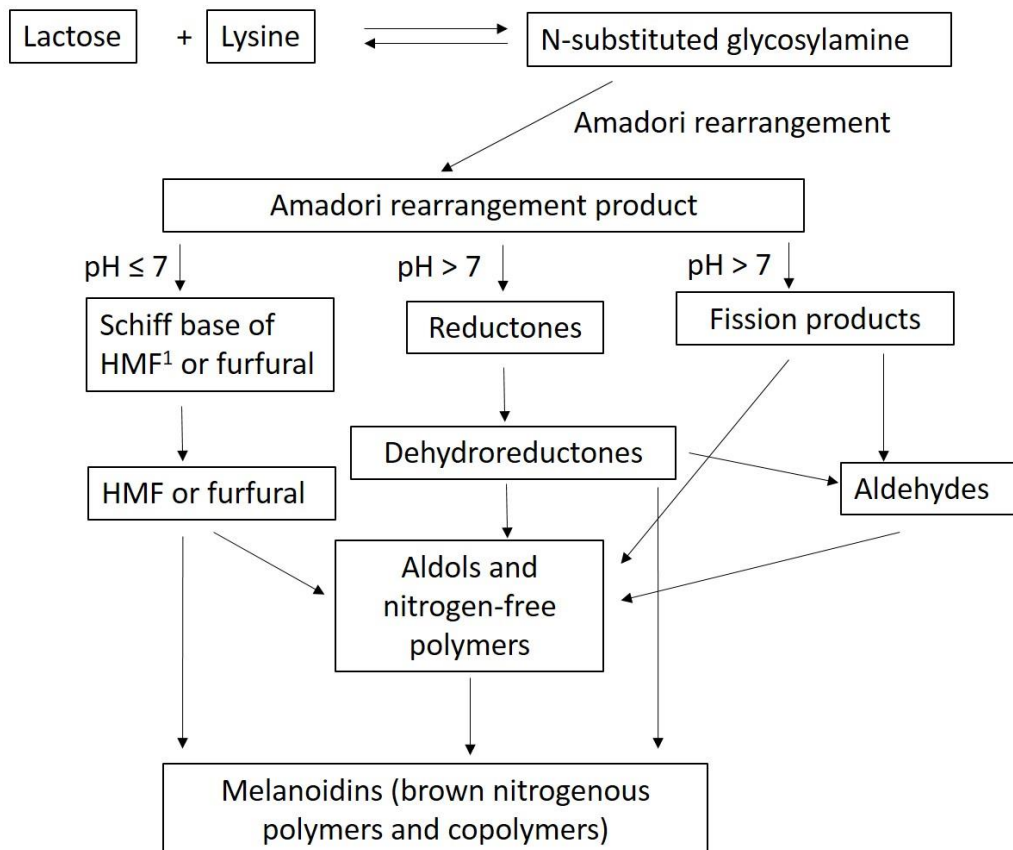 Lactose + Lysine
N-substituted glycosylamine
Amadori rearrangement
Amadori rearrangement product
pH ≤ 7
pH > 7
pH > 7
Schiff base of
HMF¹ or furfural
Reductones
Fission products
Dehydroreductones
HMF or furfural
Aldehydes
Aldols and
nitrogen-free
polymers
Melanoidins (brown nitrogenous
polymers and copolymers)